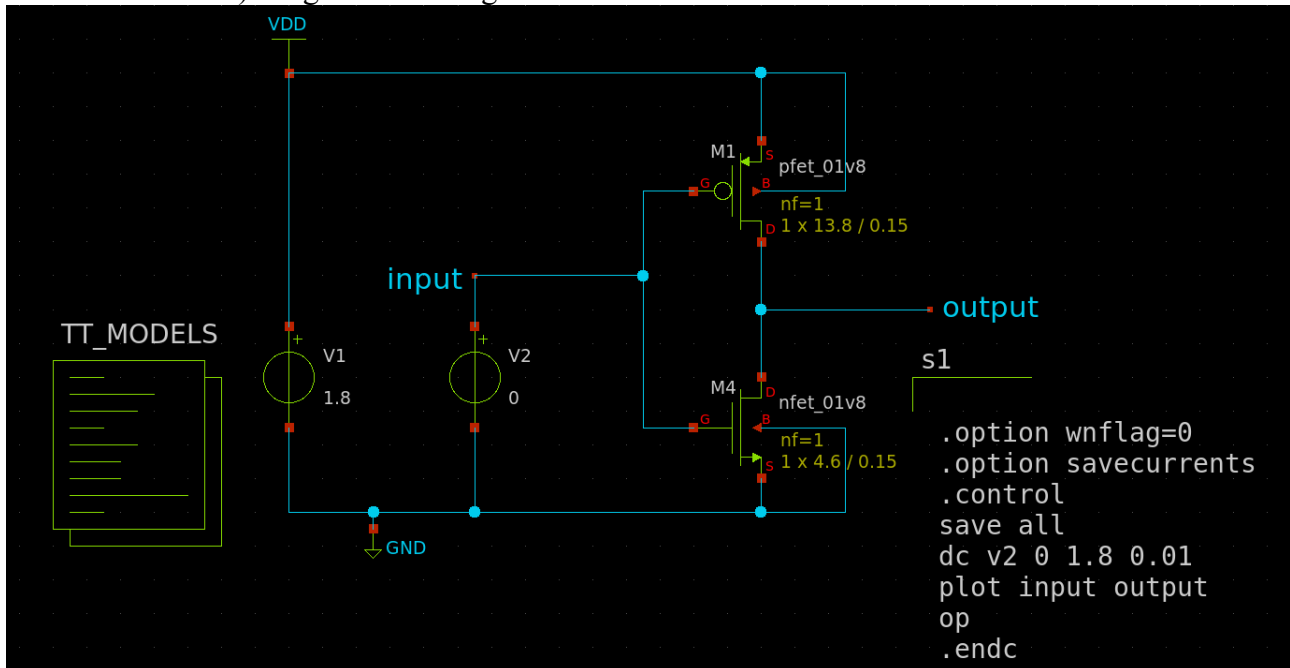 VDD
M1
S
pfet_01v8
G
B
nf=1
D
1 x 13.8 / 0.15
input
output
TT_MODELS
+
V1
1.8
+
V2
0
M4
D
nfet_01v8
G
B
nf=1
S
1 x 4.6 / 0.15
GND
s1
.option wnflag=0
.option savecurrents
.control
save all
dc v2 0 1.8 0.01
plot input output
op
.endc